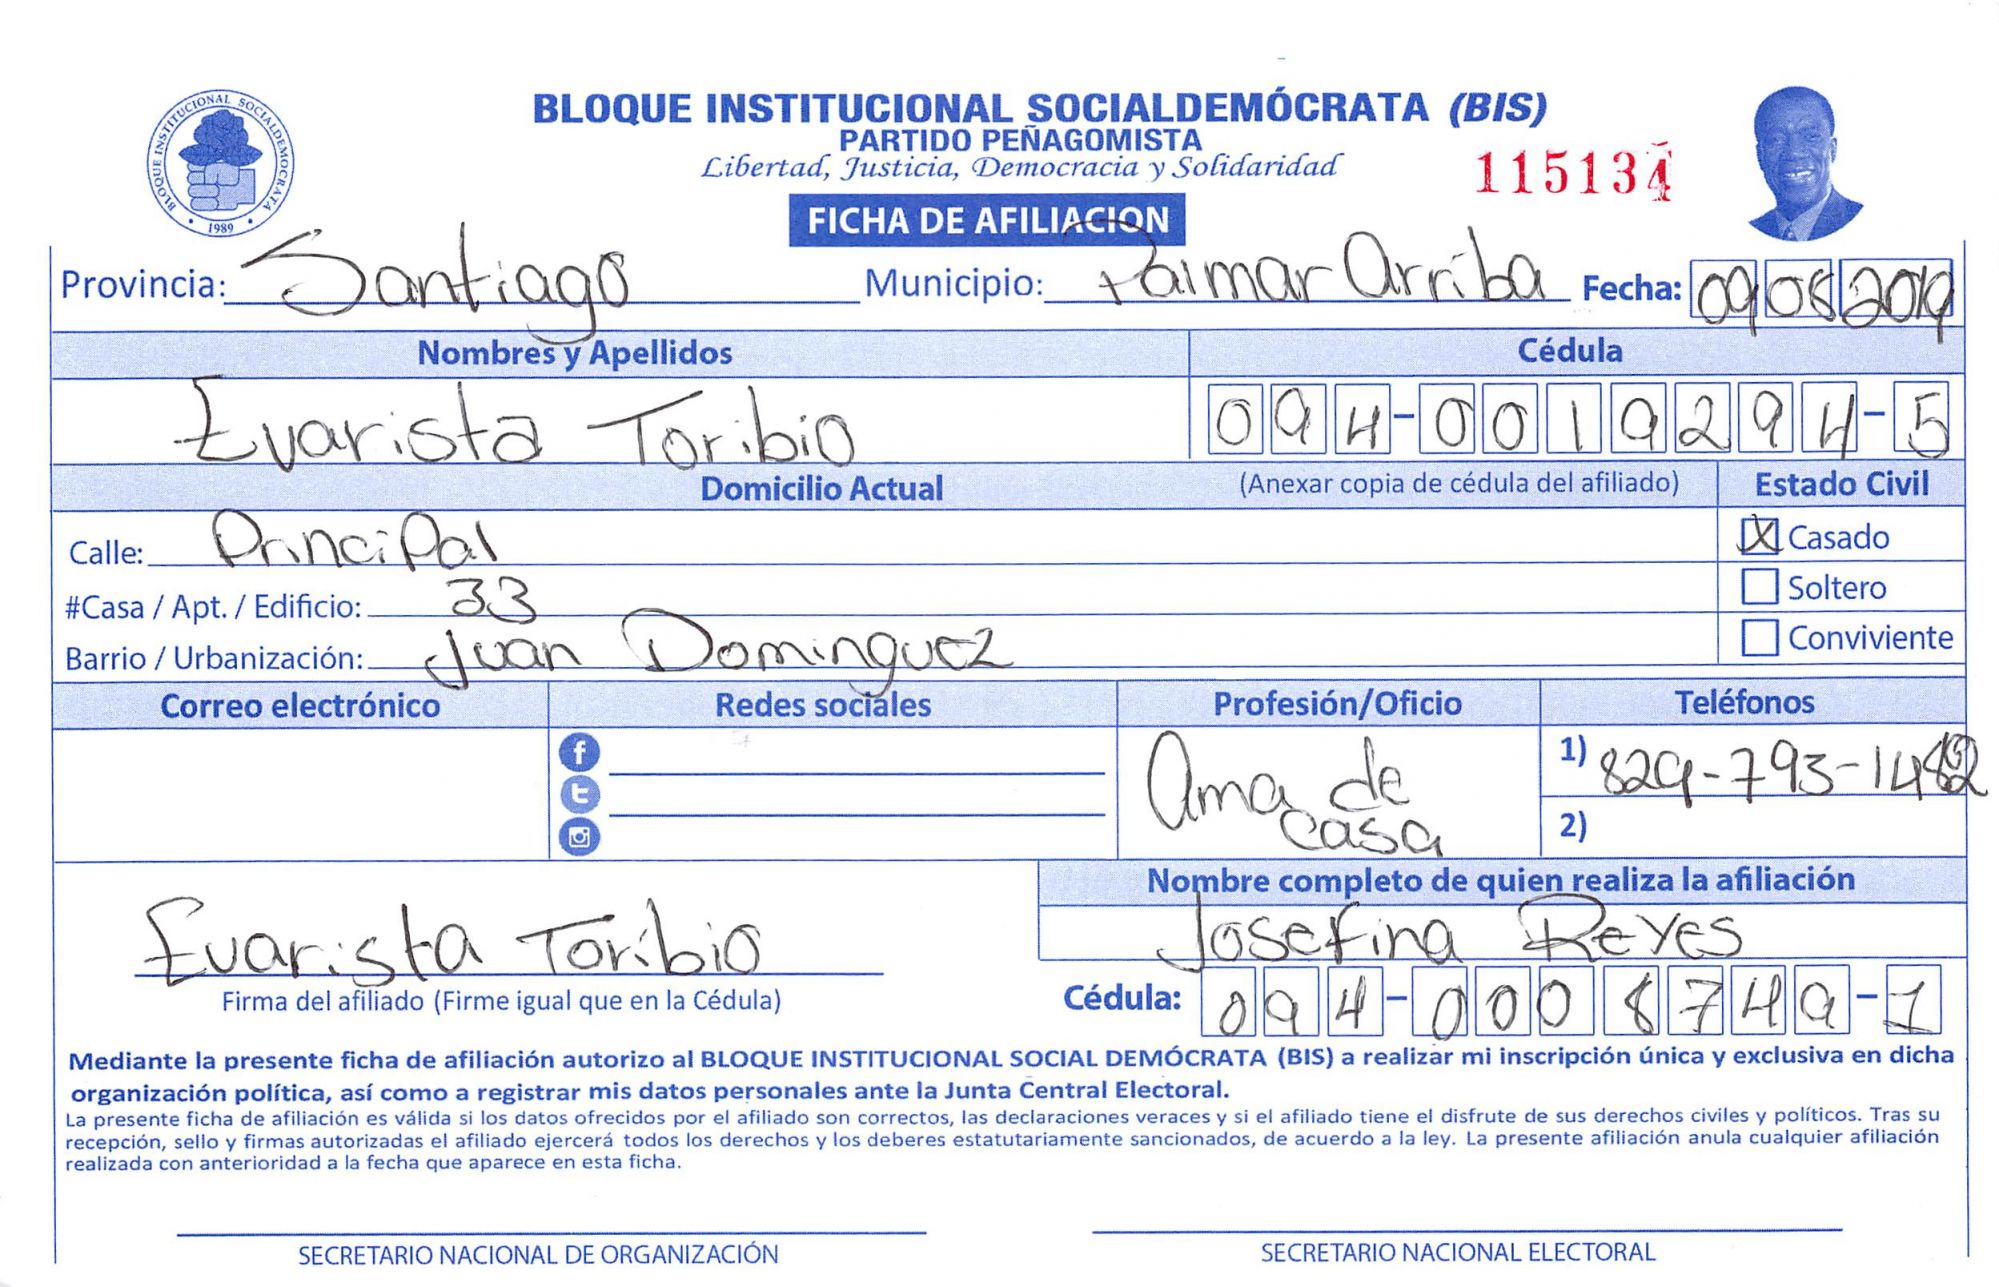 BLOQUE INSTITUCIONAL SOCIALDEMÓCRATA (BIS)
PARTIDO PEÑAGOMISTA
Libertad, Justicia, Democracia y Solidaridad
115134
BLOQUE INSTITUCIONAL SOCIALDEMOCRATA
1989
FICHA DE AFILIACION
Provincia: Santiago Municipio: Palmar Arriba Fecha: 09 08 2019
Nombres y Apellidos Cédula
Evarista Toribio 094-0019294-5
Domicilio Actual (Anexar copia de cédula del afiliado) Estado Civil
Calle: Principal X Casado
#Casa / Apt. / Edificio: 33 Soltero
Barrio / Urbanización: Juan Dominguez Conviviente
Correo electrónico Redes sociales Profesión/Oficio Teléfonos
Ama de casa 1) 829-793-1482
2)
Nombre completo de quien realiza la afiliación
Evarista Toribio Josefina Reyes
Firma del afiliado (Firme igual que en la Cédula) Cédula: 094-0008749-1
Mediante la presente ficha de afiliación autorizo al BLOQUE INSTITUCIONAL SOCIAL DEMÓCRATA (BIS) a realizar mi inscripción única y exclusiva en dicha
organización política, así como a registrar mis datos personales ante la Junta Central Electoral.
La presente ficha de afiliación es válida si los datos ofrecidos por el afiliado son correctos, las declaraciones veraces y si el afiliado tiene el disfrute de sus derechos civiles y políticos. Tras su
recepción, sello y firmas autorizadas el afiliado ejercerá todos los derechos y los deberes estatutariamente sancionados, de acuerdo a la ley. La presente afiliación anula cualquier afiliación
realizada con anterioridad a la fecha que aparece en esta ficha.
SECRETARIO NACIONAL DE ORGANIZACIÓN SECRETARIO NACIONAL ELECTORAL